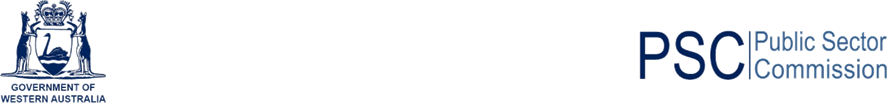 GOVERNMENT OF
WESTERN AUSTRALIA
PSC
Public Sector
Commission